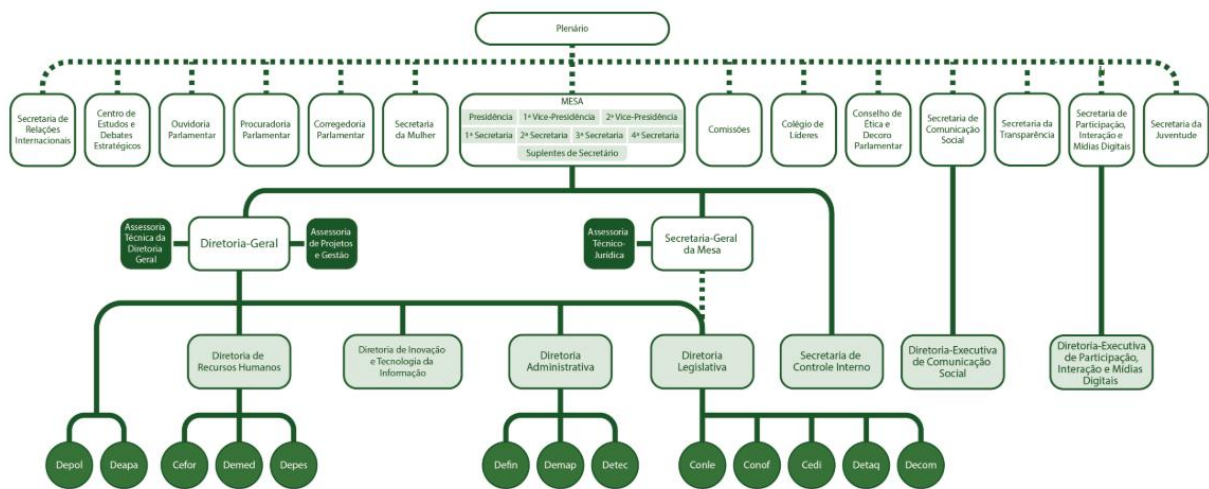 Plenário
Secretaria de
Relações
Internacionais
Centro de
Estudos e
Debates
Estratégicos
Ouvidoria
Parlamentar
Procuradoria
Parlamentar
Corregedoria
Parlamentar
Secretaria
da Mulher
MESA
Presidência
1ª Vice-Presidência
2ª Vice-Presidência
1ª Secretaria
2ª Secretaria
3ª Secretaria
4ª Secretaria
Suplentes de Secretário
Comissões
Colégio de
Líderes
Conselho de
Ética e
Decoro
Parlamentar
Secretaria de
Comunicação
Social
Secretaria da
Transparência
Secretaria de
Participação,
Interação e
Mídias Digitais
Secretaria da
Juventude
Assessoria
Técnica da
Diretoria
Geral
Diretoria-Geral
Assessoria
de Projetos
e Gestão
Assessoria
Técnico-
Jurídica
Secretaria-Geral
da Mesa
Diretoria de
Recursos Humanos
Diretoria de Inovação
e Tecnologia da
Informação
Diretoria
Administrativa
Diretoria
Legislativa
Secretaria de
Controle Interno
Diretoria-Executiva
de Comunicação
Social
Diretoria-Executiva
de Participação,
Interação e Mídias
Digitais
Depol
Deapa
Cefor
Demed
Depes
Defin
Demap
Detec
Conle
Conof
Cedi
Detaq
Decom